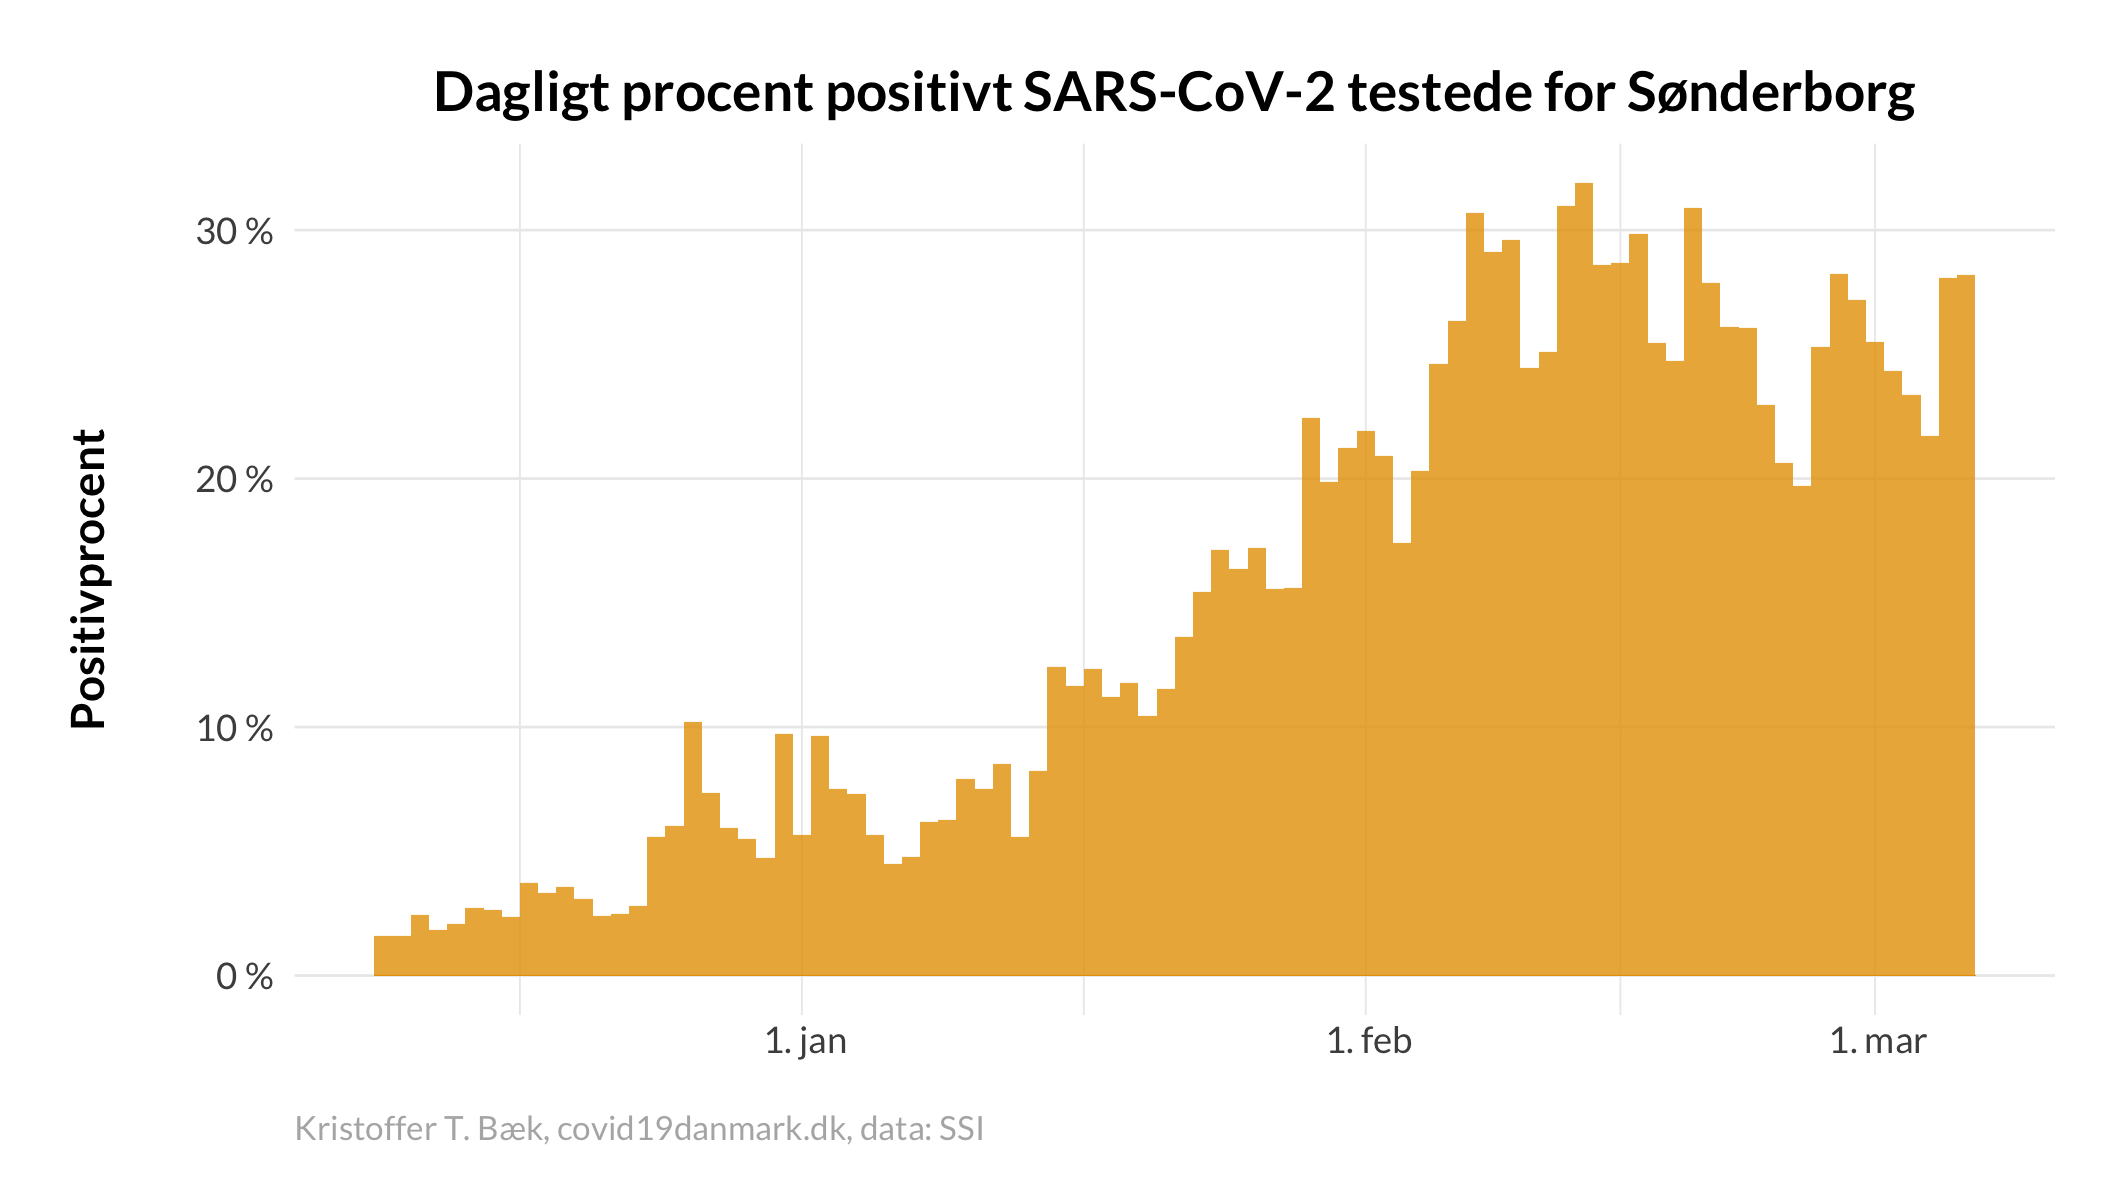 Dagligt procent positivt SARS-CoV-2 testede for Sønderborg
Positivprocent
30 %
20 %
10 %
0 %
1. jan
1. feb
1. mar
Kristoffer T. Bæk, covid19danmark.dk, data: SSI